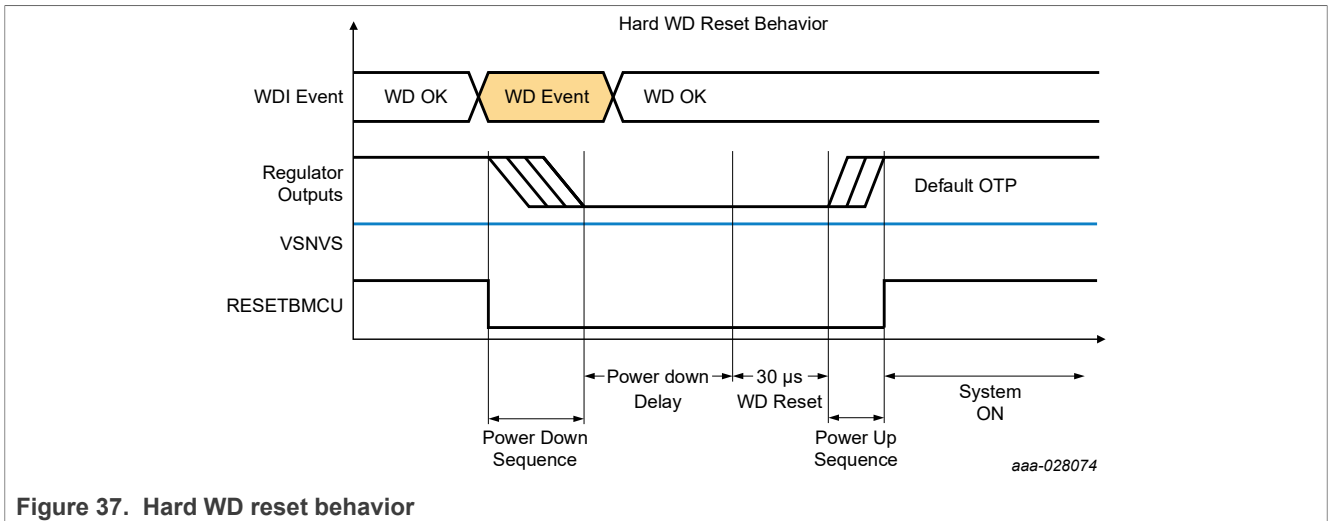 Hard WD Reset Behavior
WDI Event
WD OK
WD Event
WD OK
Regulator
Outputs
Default OTP
VSNVS
RESETBMCU
Power down
Delay
30 µs
WD Reset
System
ON
Power Down
Sequence
Power Up
Sequence
aaa-028074
Figure 37. Hard WD reset behavior